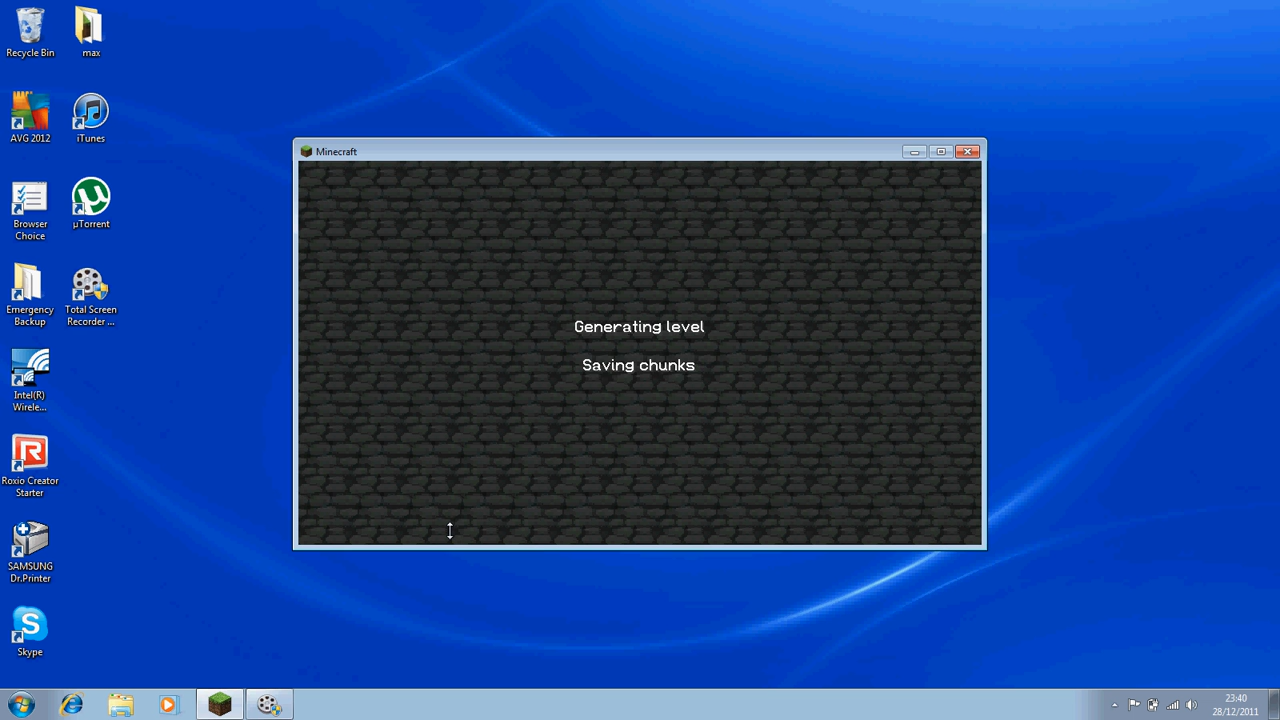 Recycle Bin
max
AVG 2012
iTunes
Browser
Choice
µTorrent
Emergency
Backup
Total Screen
Recorder ...
Intel(R)
Wirele...
Roxio Creator
Starter
SAMSUNG
Dr.Printer
Skype
Minecraft
Generating level
Saving chunks
23:40
28/12/2011